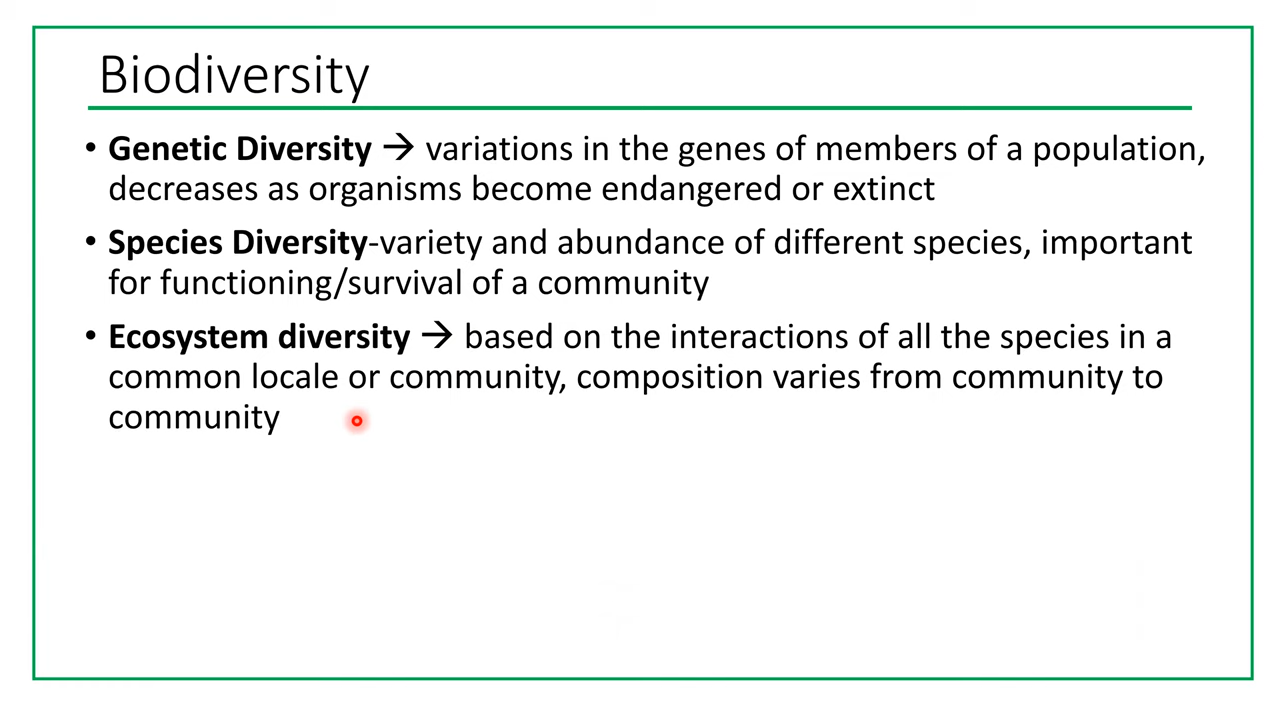 Biodiversity
• Genetic Diversity → variations in the genes of members of a population,
decreases as organisms become endangered or extinct
• Species Diversity-variety and abundance of different species, important
for functioning/survival of a community
• Ecosystem diversity → based on the interactions of all the species in a
common locale or community, composition varies from community to
community